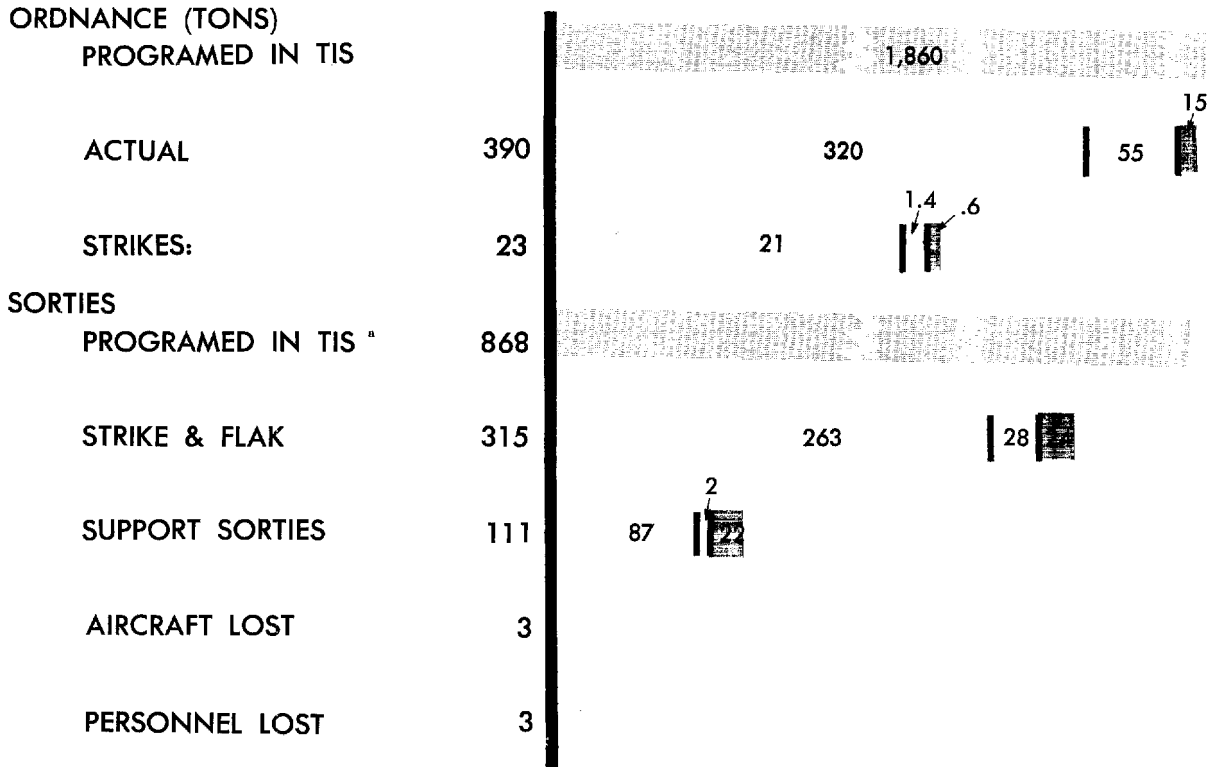 ORDNANCE (TONS)
PROGRAMED IN TIS 1,860
15
ACTUAL 390 320 55
1.4 .6
STRIKES: 23 21
SORTIES
PROGRAMED IN TIS a 868
STRIKE & FLAK 315 263 28
2
SUPPORT SORTIES 111 87 22
AIRCRAFT LOST 3
PERSONNEL LOST 3